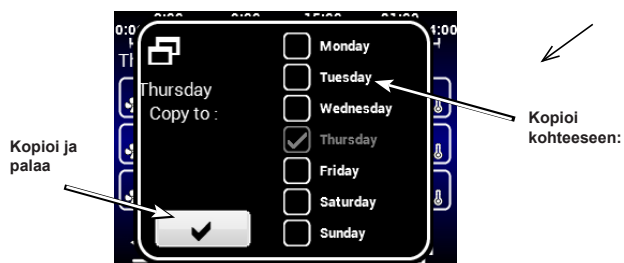 Monday
Tuesday
Thursday
Copy to :
Wednesday
Kopioi
kohteeseen:
Thursday
Kopioi ja
palaa
Friday
Saturday
Sunday